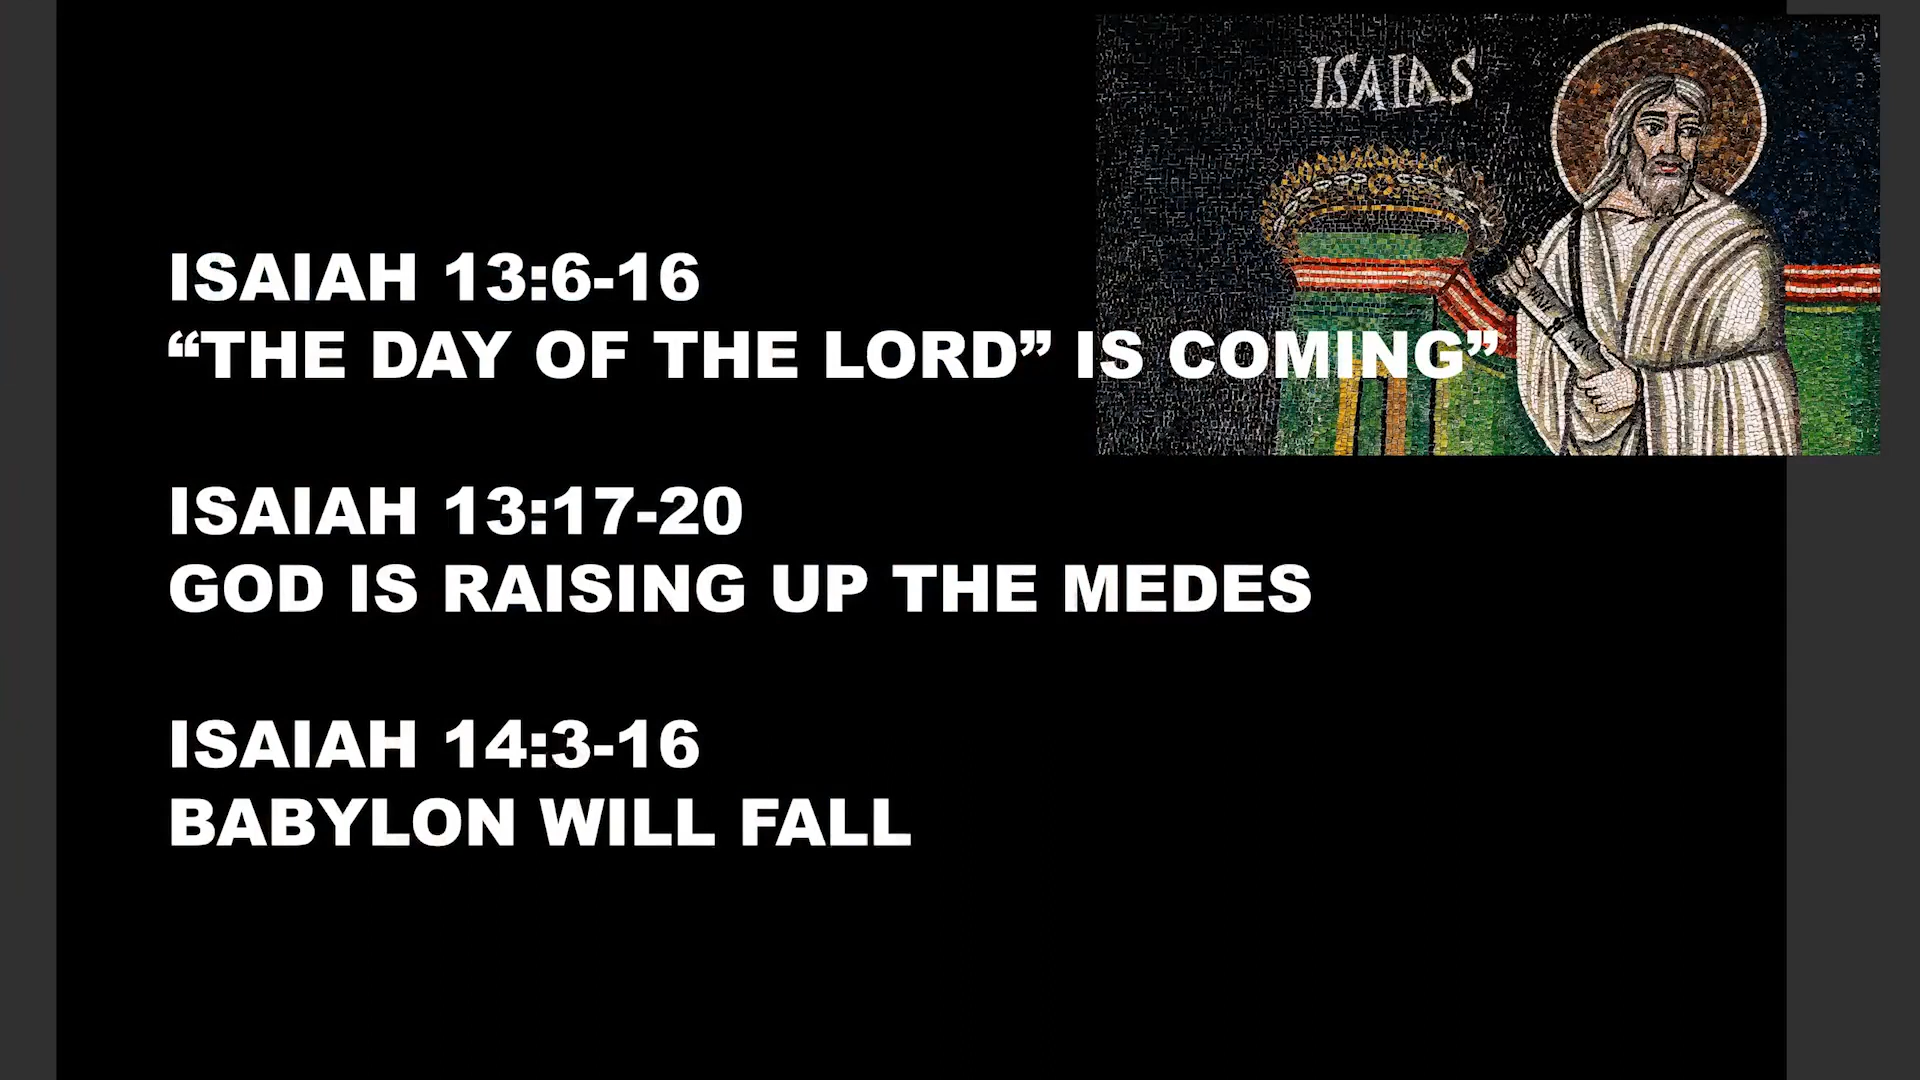 ISAIAS
ISAIAH 13:6-16
“THE DAY OF THE LORD” IS COMING”
ISAIAH 13:17-20
GOD IS RAISING UP THE MEDES
ISAIAH 14:3-16
BABYLON WILL FALL